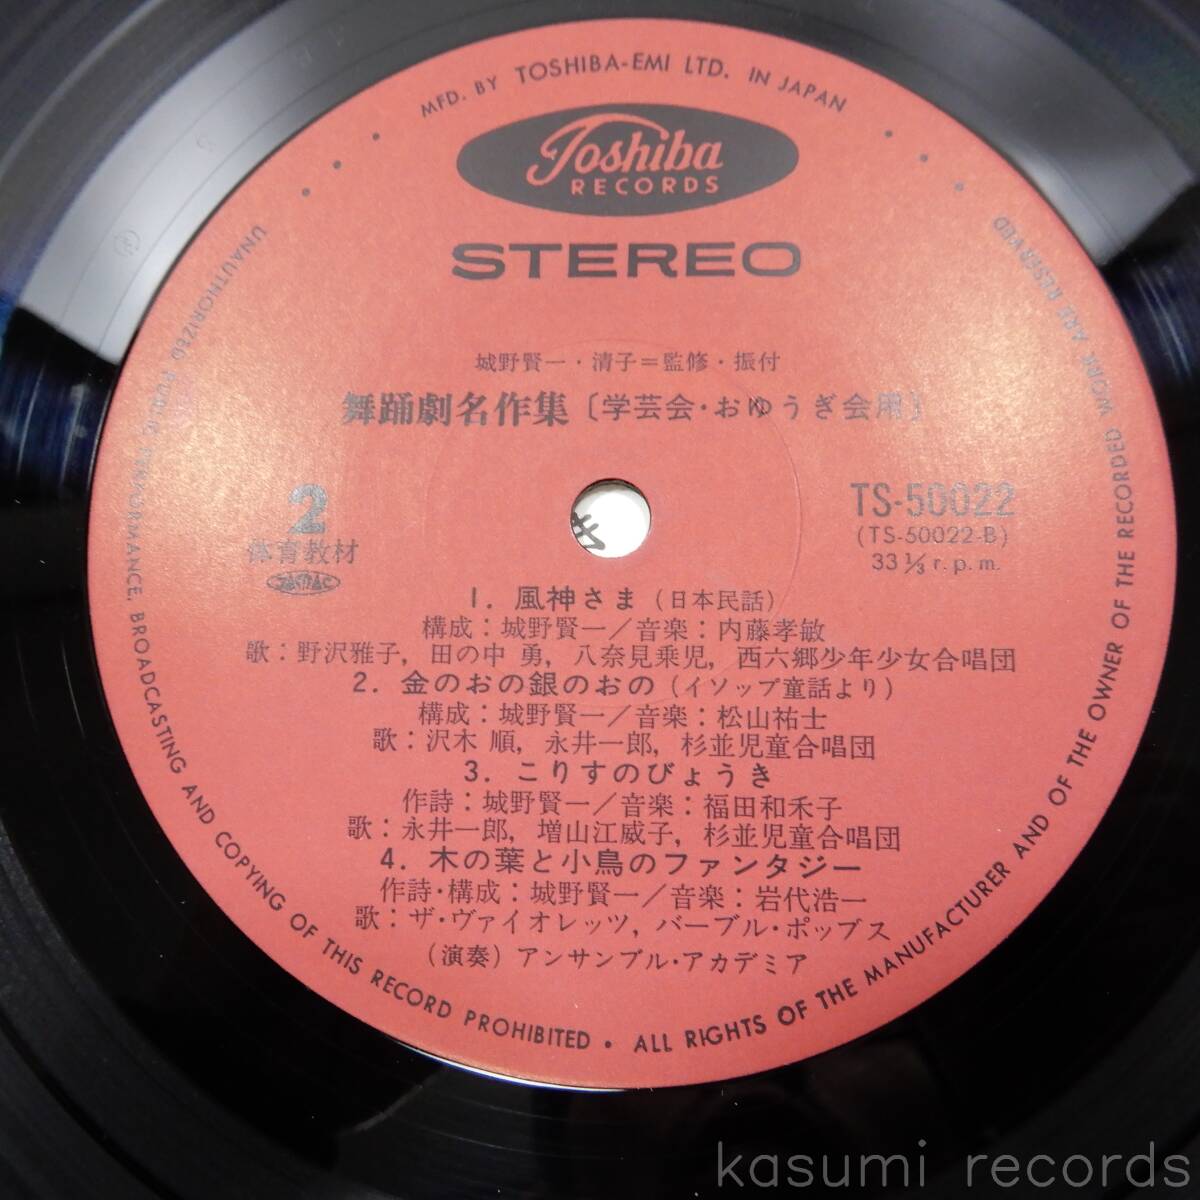 MFD. BY TOSHIBA-EMI LTD. IN JAPAN
Toshiba
RECORDS
STEREO
城野賢一・清子＝監修・振付
舞踊劇名作集〔学芸会・おゆうぎ会用〕
2
体育教材
TS-50022
(TS-50022-B)
33 1/3 r.p.m.
1. 風神さま（日本民話）
構成：城野賢一／音楽：内藤孝敏
歌：野沢雅子, 田の中 勇, 八奈見乗児, 西六郷少年少女合唱団
2. 金のおの銀のおの（イソップ童話より）
構成：城野賢一／音楽：松山祐士
歌：沢木 順, 永井一郎, 杉並児童合唱団
3. こりすのびょうき
作詩：城野賢一／音楽：福田和禾子
歌：永井一郎, 増山江威子, 杉並児童合唱団
4. 木の葉と小鳥のファンタジー
作詩・構成：城野賢一／音楽：岩代浩一
歌：ザ・ヴァイオレッツ, バーブル・ポップス
（演奏）アンサンブル・アカデミア
UNAUTHORIZED PUBLIC PERFORMANCE, BROADCASTING AND COPYING OF THIS RECORD PROHIBITED • ALL RIGHTS OF THE MANUFACTURER AND OF THE OWNER OF THE RECORDED WORK ARE RESERVED
kasumi records